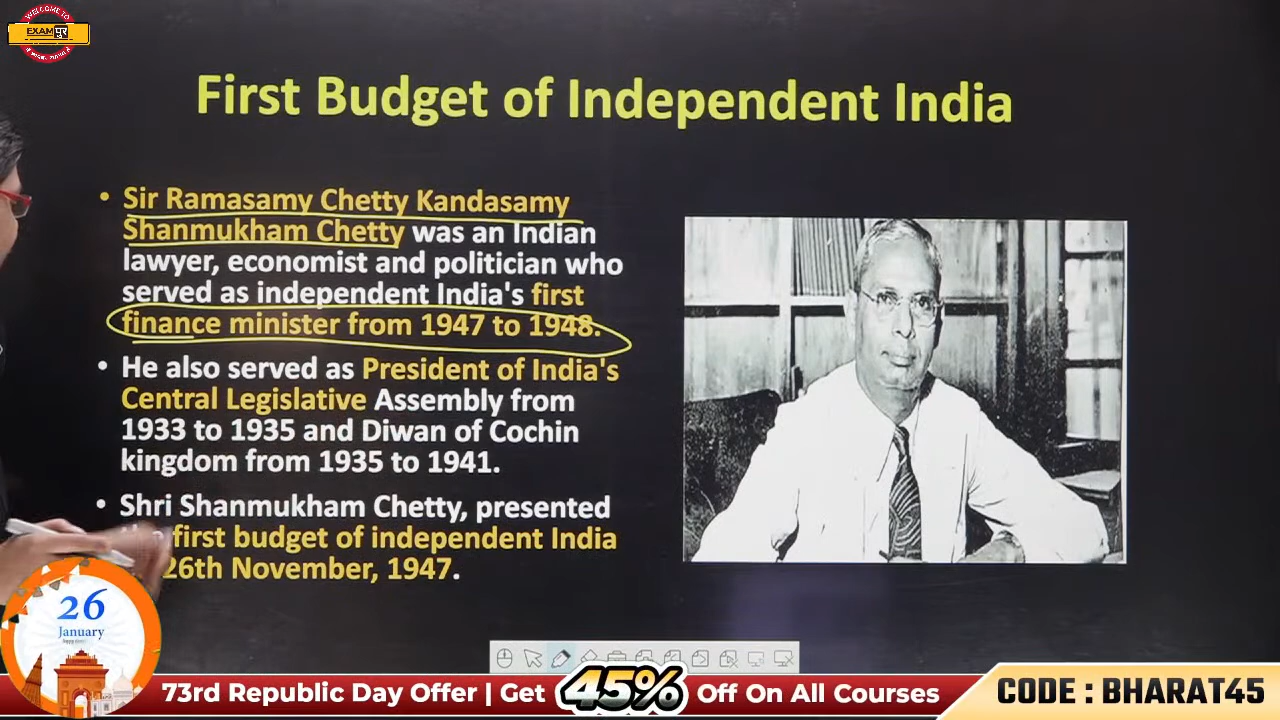 WELCOME TO
EXAM पुर
First Budget of Independent India
• Sir Ramasamy Chetty Kandasamy
Shanmukham Chetty was an Indian
lawyer, economist and politician who
served as independent India's first
finance minister from 1947 to 1948.
• He also served as President of India's
Central Legislative Assembly from
1933 to 1935 and Diwan of Cochin
kingdom from 1935 to 1941.
• Shri Shanmukham Chetty, presented
first budget of independent India
26th November, 1947.
26
January
73rd Republic Day Offer | Get 45% Off On All Courses
CODE : BHARAT45